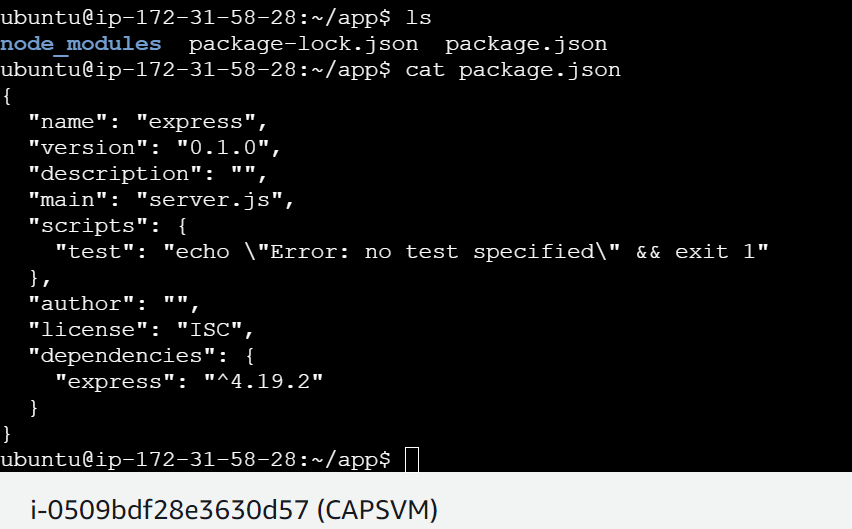 ubuntu@ip-172-31-58-28:~/app$ ls
node_modules  package-lock.json  package.json
ubuntu@ip-172-31-58-28:~/app$ cat package.json
{
  "name": "express",
  "version": "0.1.0",
  "description": "",
  "main": "server.js",
  "scripts": {
    "test": "echo \"Error: no test specified\" && exit 1"
  },
  "author": "",
  "license": "ISC",
  "dependencies": {
    "express": "^4.19.2"
  }
}
ubuntu@ip-172-31-58-28:~/app$
i-0509bdf28e3630d57 (CAPSVM)